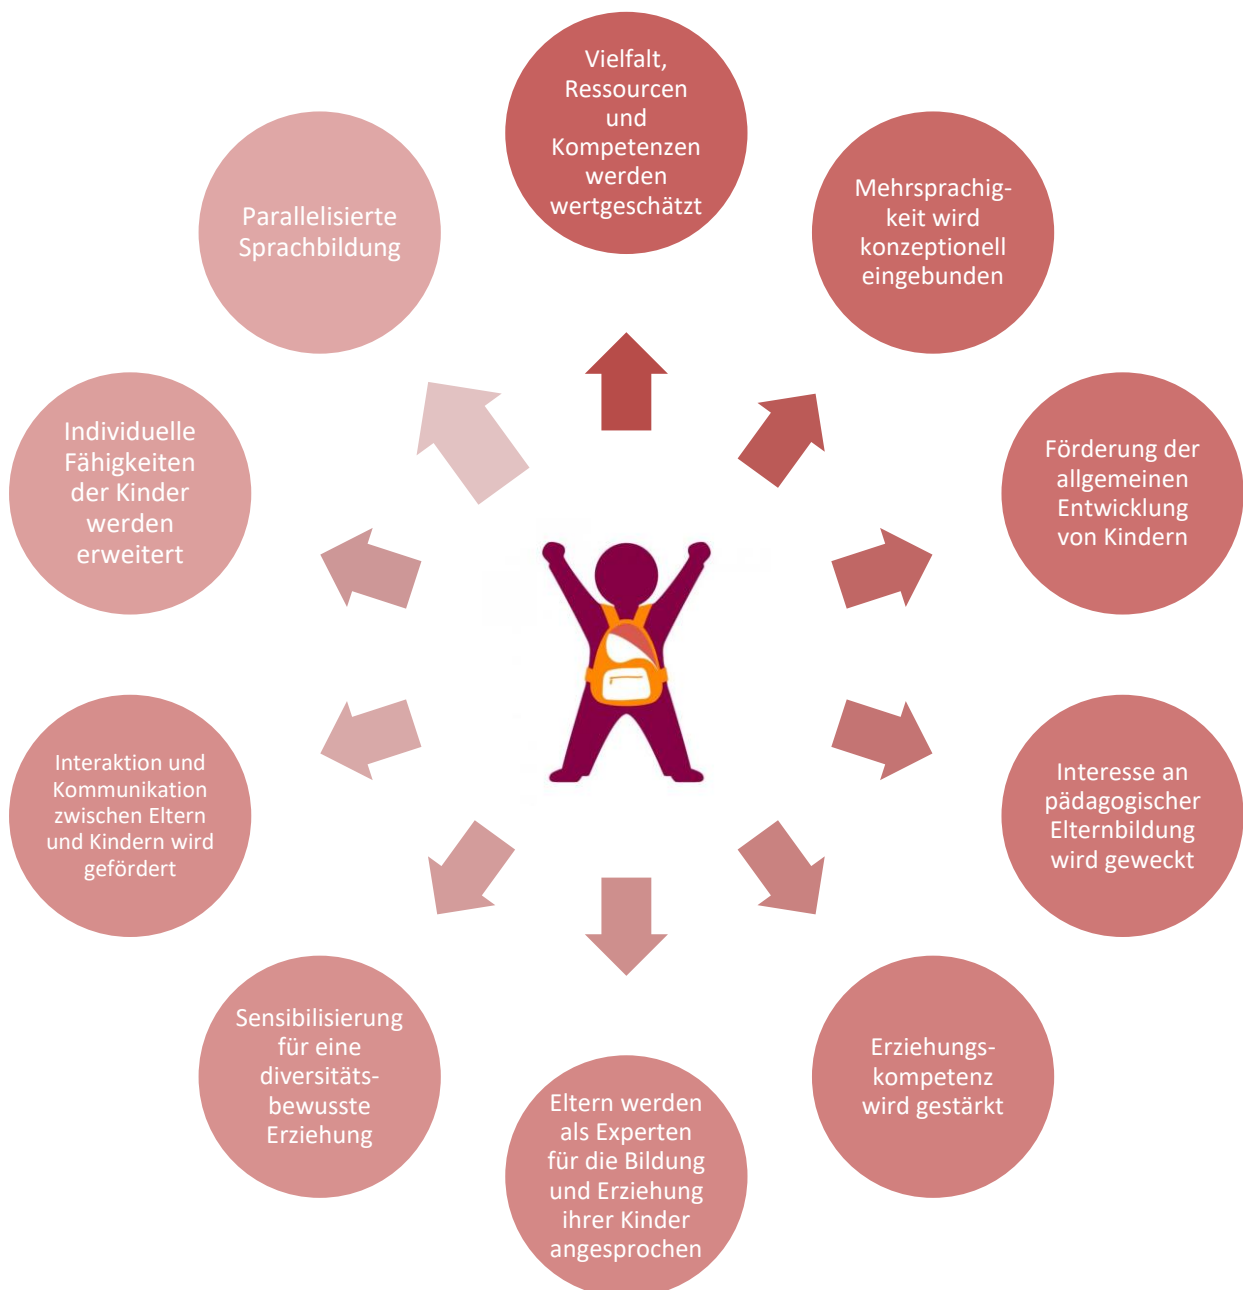 Vielfalt,
Ressourcen
und
Kompetenzen
werden
wertgeschätzt
Mehrsprachig-
keit wird
konzeptionell
eingebunden
Förderung der
allgemeinen
Entwicklung
von Kindern
Interesse an
pädagogischer
Elternbildung
wird geweckt
Erziehungs-
kompetenz
wird gestärkt
Eltern werden
als Experten
für die Bildung
und Erziehung
ihrer Kinder
angesprochen
Sensibilisierung
für eine
diversitäts-
bewusste
Erziehung
Interaktion und
Kommunikation
zwischen Eltern
und Kindern wird
gefördert
Individuelle
Fähigkeiten
der Kinder
werden
erweitert
Parallelisierte
Sprachbildung